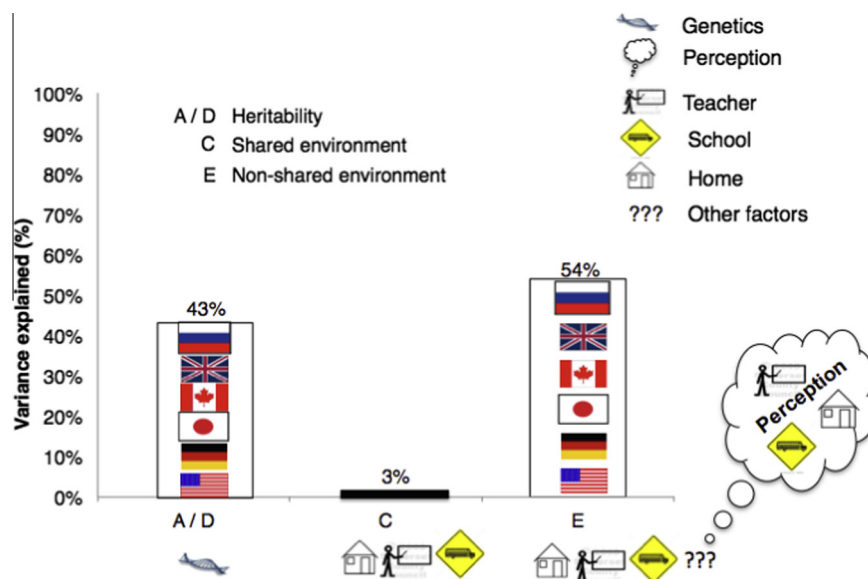 Genetics
Perception
Teacher
School
Home
??? Other factors
A / D Heritability
C Shared environment
E Non-shared environment
Variance explained (%)
100%
90%
80%
70%
60%
50%
40%
30%
20%
10%
0%
43%
3%
54%
A / D
C
E
???
Perception